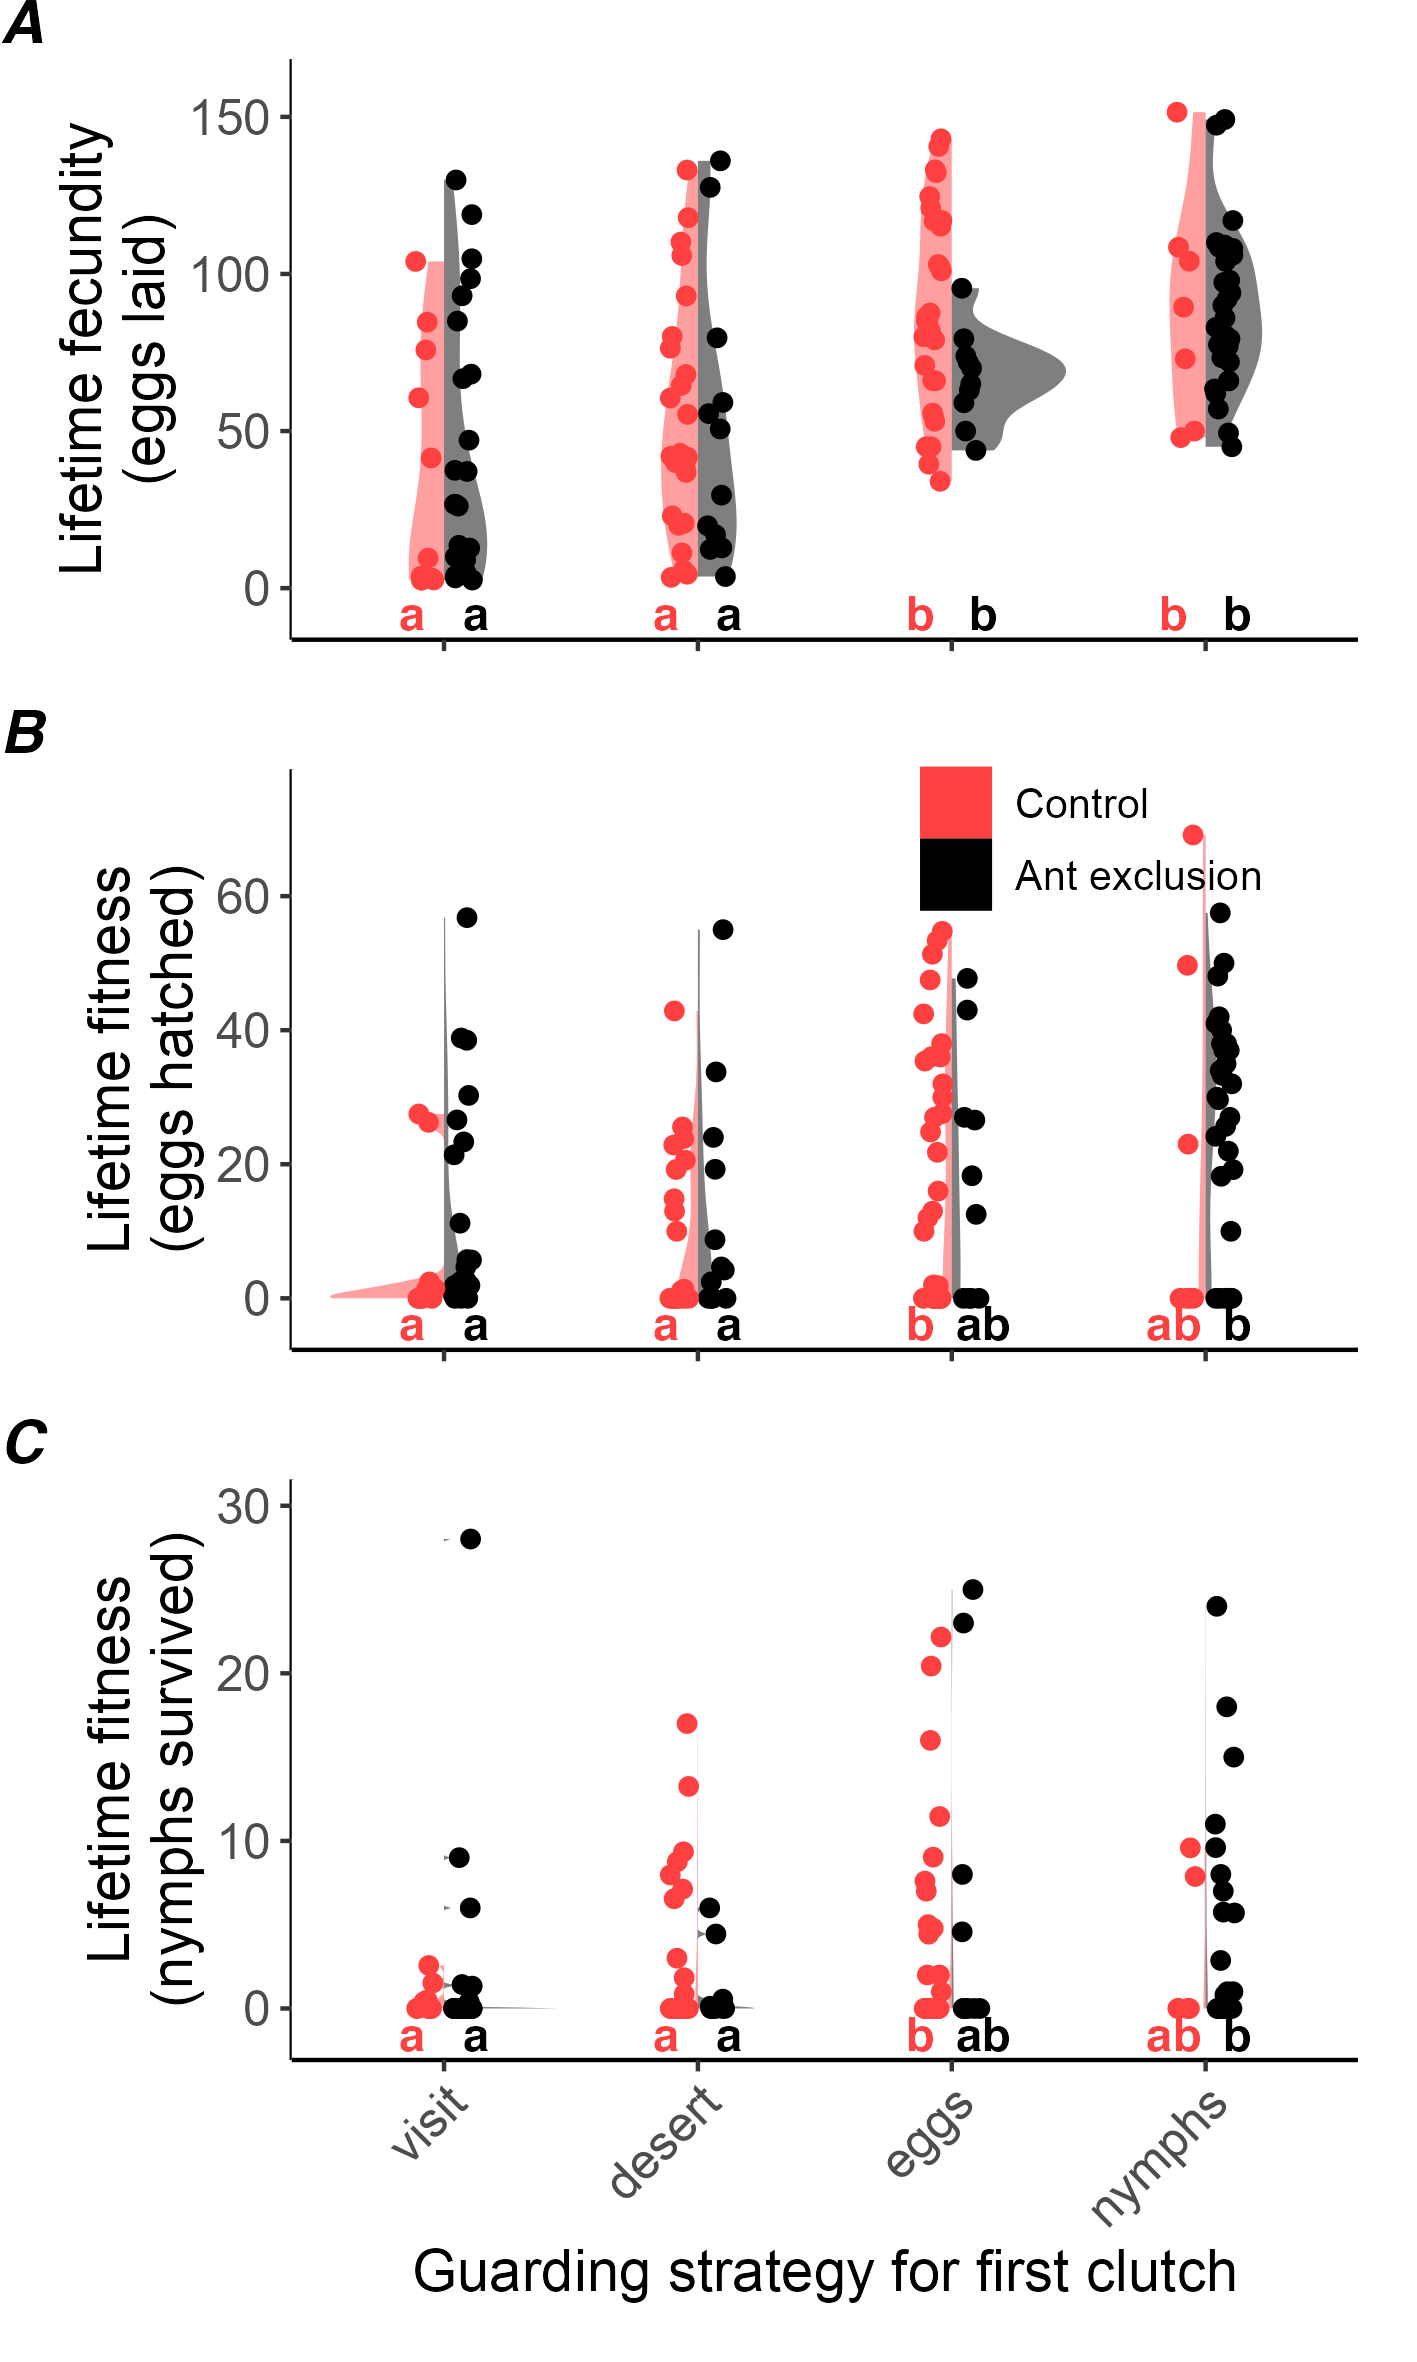 A
Lifetime fecundity
(eggs laid)
150
100
50
0
a a a a b b b b
B
Lifetime fitness
(eggs hatched)
Control
Ant exclusion
60
40
20
0
a a a a b ab ab b
C
Lifetime fitness
(nymphs survived)
30
20
10
0
a a a a b ab ab b
visit desert eggs nymphs
Guarding strategy for first clutch